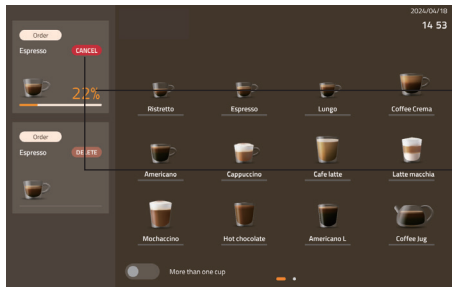 2024/04/18
14 53
Order
Espresso CANCEL
22%
Order
Espresso DELETE
Ristretto Espresso Lungo Coffee Crema
Americano Cappuccino Cafe latte Latte macchia
Mochaccino Hot chocolate Americano L Coffee Jug
More than one cup